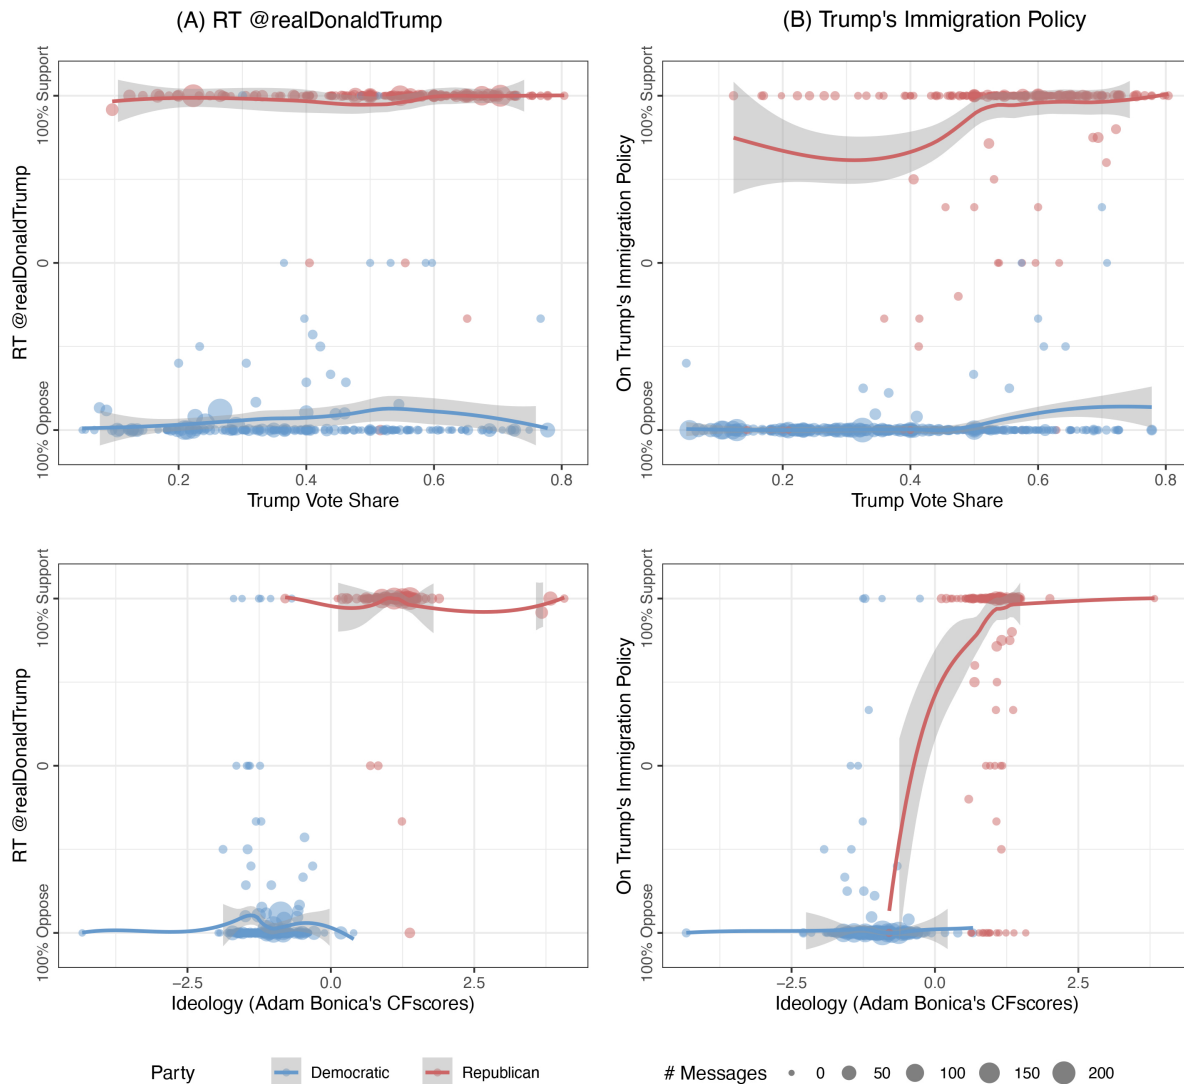 (A) RT @realDonaldTrump
(B) Trump's Immigration Policy
RT @realDonaldTrump
100% Support
0
100% Oppose
0.2 0.4 0.6 0.8
Trump Vote Share
On Trump's Immigration Policy
100% Support
0
100% Oppose
0.2 0.4 0.6 0.8
Trump Vote Share
RT @realDonaldTrump
100% Support
0
100% Oppose
−2.5 0.0 2.5
Ideology (Adam Bonica's CFscores)
On Trump's Immigration Policy
100% Support
0
100% Oppose
−2.5 0.0 2.5
Ideology (Adam Bonica's CFscores)
Party Democratic Republican # Messages 0 50 100 150 200